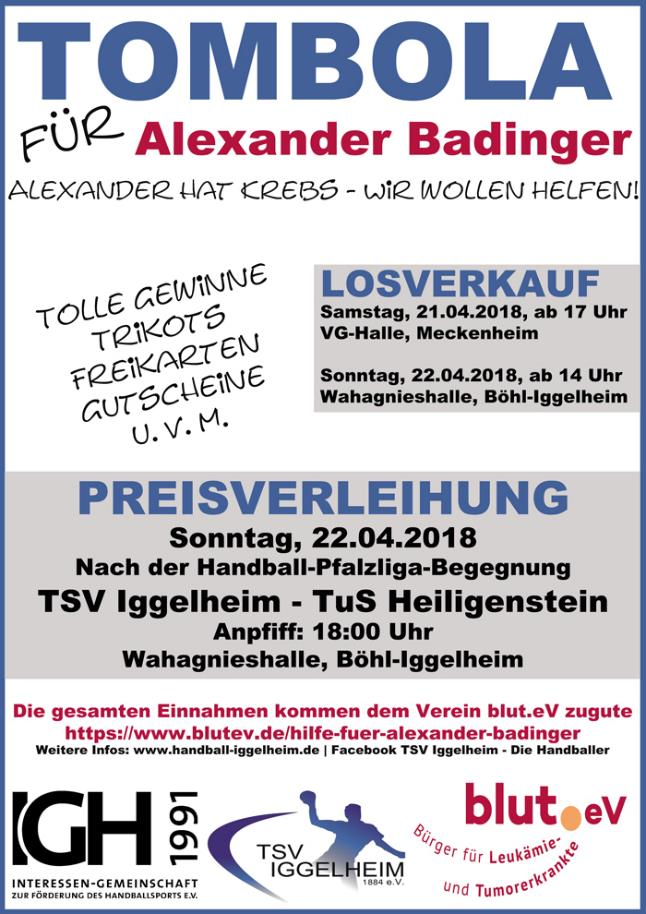 TOMBOLA
FÜR Alexander Badinger
ALEXANDER HAT KREBS - WIR WOLLEN HELFEN!
TOLLE GEWINNE
TRIKOTS
FREIKARTEN
GUTSCHEINE
U. V. M.
LOSVERKAUF
Samstag, 21.04.2018, ab 17 Uhr
VG-Halle, Meckenheim
Sonntag, 22.04.2018, ab 14 Uhr
Wahagnieshalle, Böhl-Iggelheim
PREISVERLEIHUNG
Sonntag, 22.04.2018
Nach der Handball-Pfalzliga-Begegnung
TSV Iggelheim - TuS Heiligenstein
Anpfiff: 18:00 Uhr
Wahagnieshalle, Böhl-Iggelheim
Die gesamten Einnahmen kommen dem Verein blut.eV zugute
https://www.blutev.de/hilfe-fuer-alexander-badinger
Weitere Infos: www.handball-iggelheim.de | Facebook TSV Iggelheim - Die Handballer
IGH 1991
INTERESSEN-GEMEINSCHAFT
ZUR FÖRDERUNG DES HANDBALLSPORTS E.V.
TSV
IGGELHEIM
1884 e.V.
blut.eV
Bürger für Leukämie-
und Tumorerkrankte